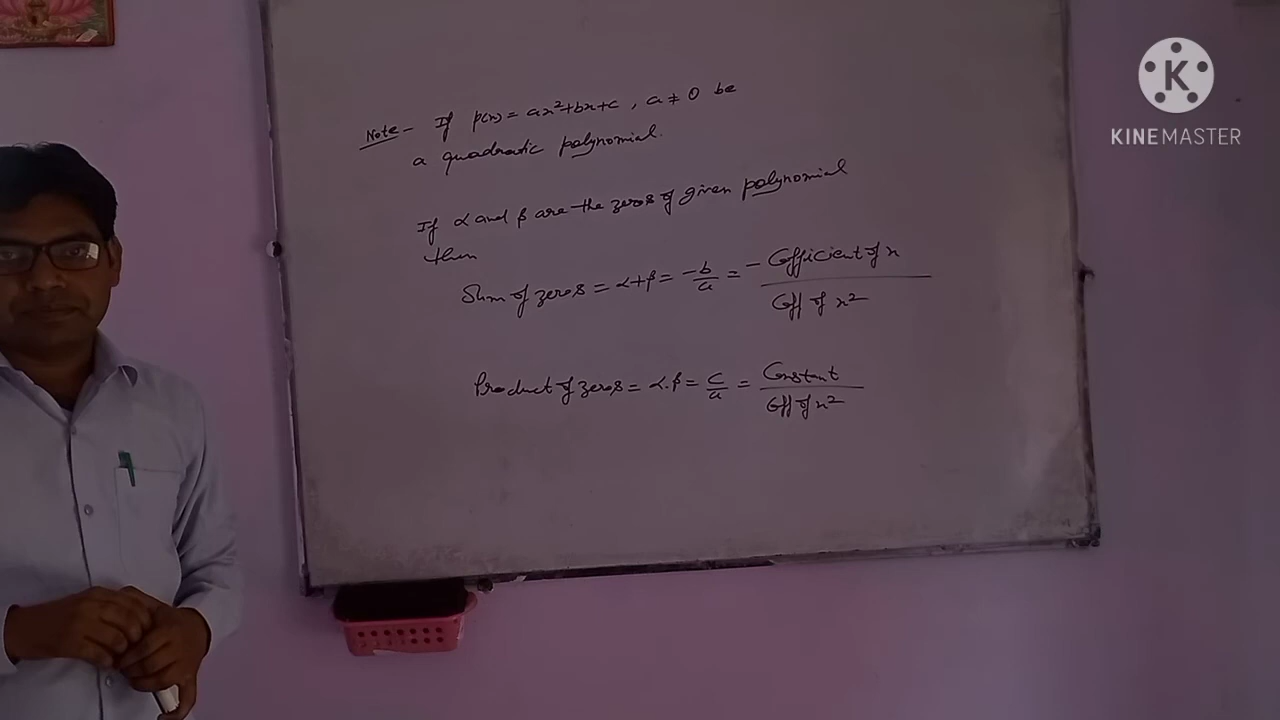 Note - If p(x) = ax²+bx+c, a ≠ 0 be
a quadratic polynomial.
If α and β are the zeros of given polynomial
then
Sum of zeros = α+β = -b/a = - Cofficient of x / Coff of x²
Product of zeros = α.β = c/a = Constant / Coff of x²
K
KINEMASTER